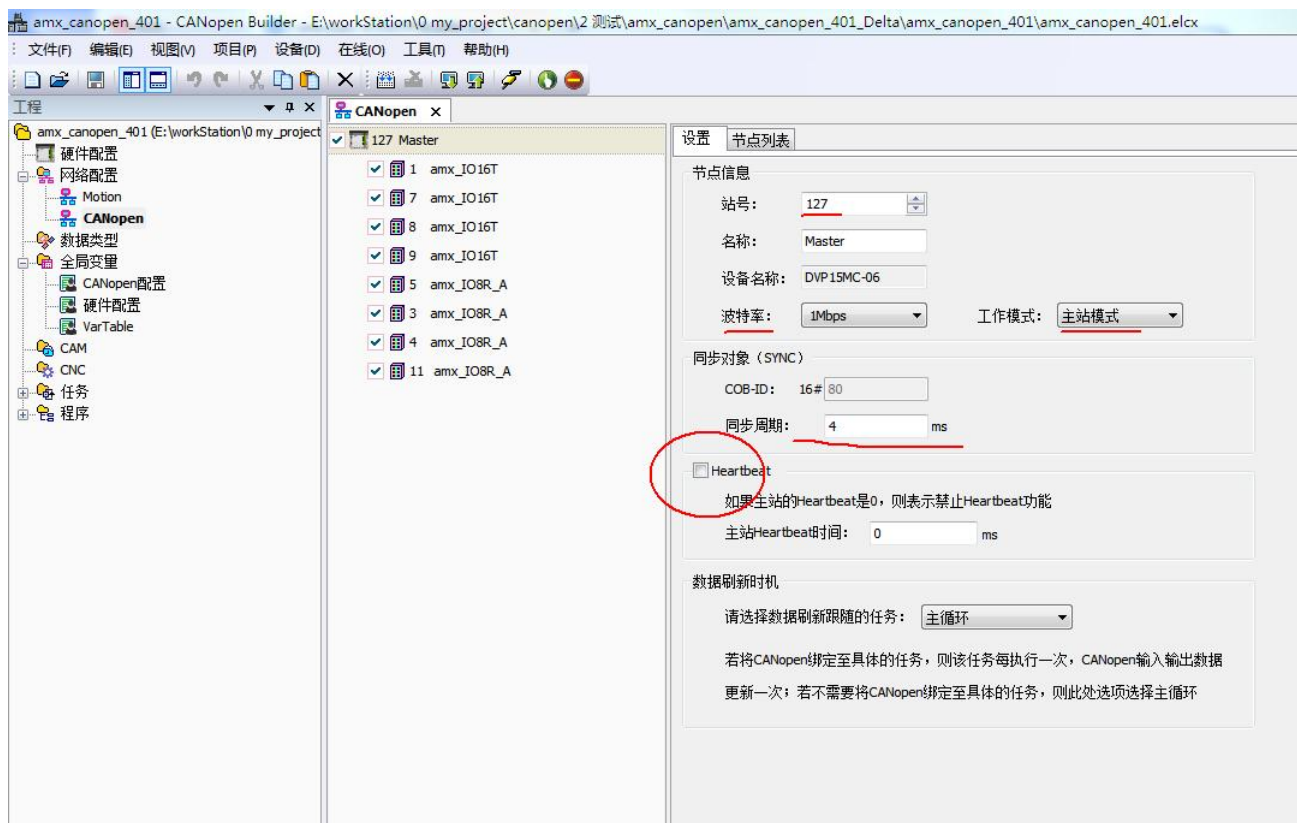 amx_canopen_401 - CANopen Builder - E:\workStation\0 my_project\canopen\2 测试\amx_canopen\amx_canopen_401_Delta\amx_canopen_401\amx_canopen_401.elcx
文件(F) 编辑(E) 视图(V) 项目(P) 设备(D) 在线(O) 工具(T) 帮助(H)
工程
amx_canopen_401 (E:\workStation\0 my_project
硬件配置
网络配置
Motion
CANopen
数据类型
全局变量
CANopen配置
硬件配置
VarTable
CAM
CNC
任务
程序
CANopen
127 Master
1 amx_IO16T
7 amx_IO16T
8 amx_IO16T
9 amx_IO16T
5 amx_IO8R_A
3 amx_IO8R_A
4 amx_IO8R_A
11 amx_IO8R_A
设置 节点列表
节点信息
站号: 127
名称: Master
设备名称: DVP15MC-06
波特率: 1Mbps 工作模式: 主站模式
同步对象(SYNC)
COB-ID: 16# 80
同步周期: 4 ms
Heartbeat
如果主站的Heartbeat是0,则表示禁止Heartbeat功能
主站Heartbeat时间: 0 ms
数据刷新时机
请选择数据刷新跟随的任务: 主循环
若将CANopen绑定至具体的任务,则该任务每执行一次,CANopen输入输出数据
更新一次;若不需要将CANopen绑定至具体的任务,则此处选项选择主循环